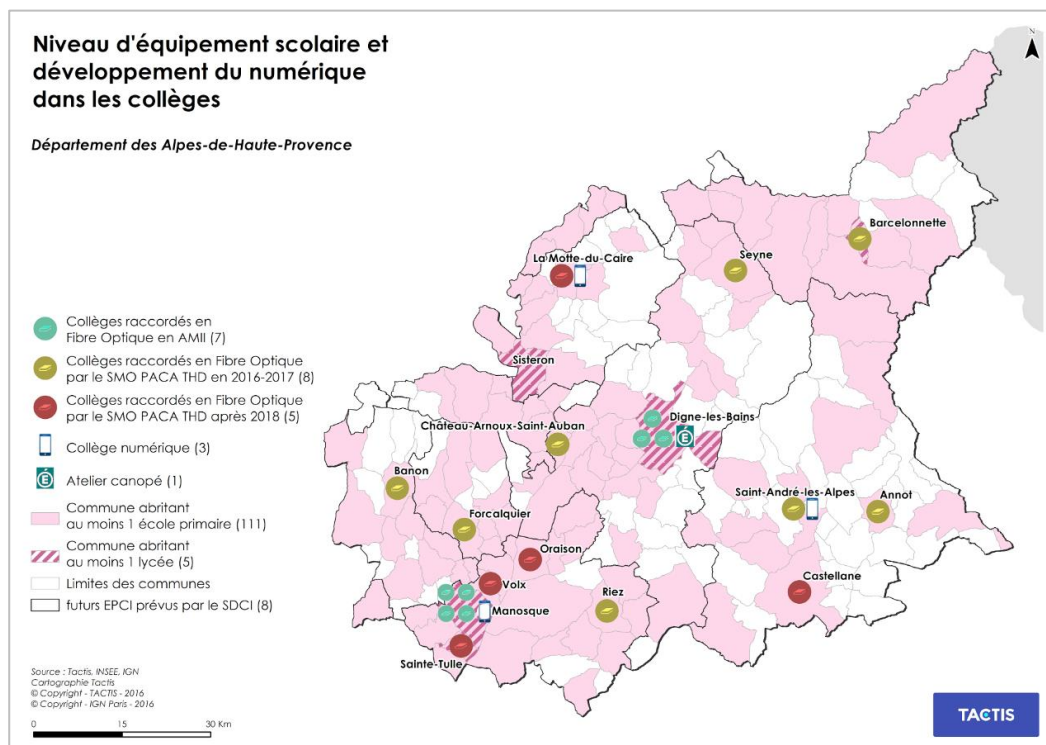 Niveau d'équipement scolaire et
développement du numérique
dans les collèges
Département des Alpes-de-Haute-Provence
N
Barcelonnette
Seyne
La Motte-du-Caire
Sisteron
Digne-les-Bains
Château-Arnoux-Saint-Auban
Banon
Saint-André-les-Alpes
Annot
Forcalquier
Oraison
Volx
Castellane
Riez
Manosque
Sainte-Tulle
Collèges raccordés en
Fibre Optique en AMII (7)
Collèges raccordés en Fibre Optique
par le SMO PACA THD en 2016-2017 (8)
Collèges raccordés en Fibre Optique
par le SMO PACA THD après 2018 (5)
Collège numérique (3)
É
Atelier canopé (1)
É
Commune abritant
au moins 1 école primaire (111)
Commune abritant
au moins 1 lycée (5)
Limites des communes
futurs EPCI prévus par le SDCI (8)
Source : Tactis, INSEE, IGN
Cartographie Tactis
© Copyright - TACTIS - 2016
© Copyright - IGN Paris - 2016
0 15 30 Km
TACTIS